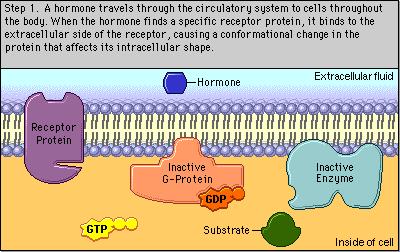 Step 1. A hormone travels through the circulatory system to cells throughout
the body. When the hormone finds a specific receptor protein, it binds to the
extracellular side of the receptor, causing a conformational change in the
protein that affects its intracellular shape.
Extracellular fluid
Hormone
Receptor
Protein
Inactive
G-Protein
Inactive
Enzyme
GDP
GTP
Substrate
Inside of cell